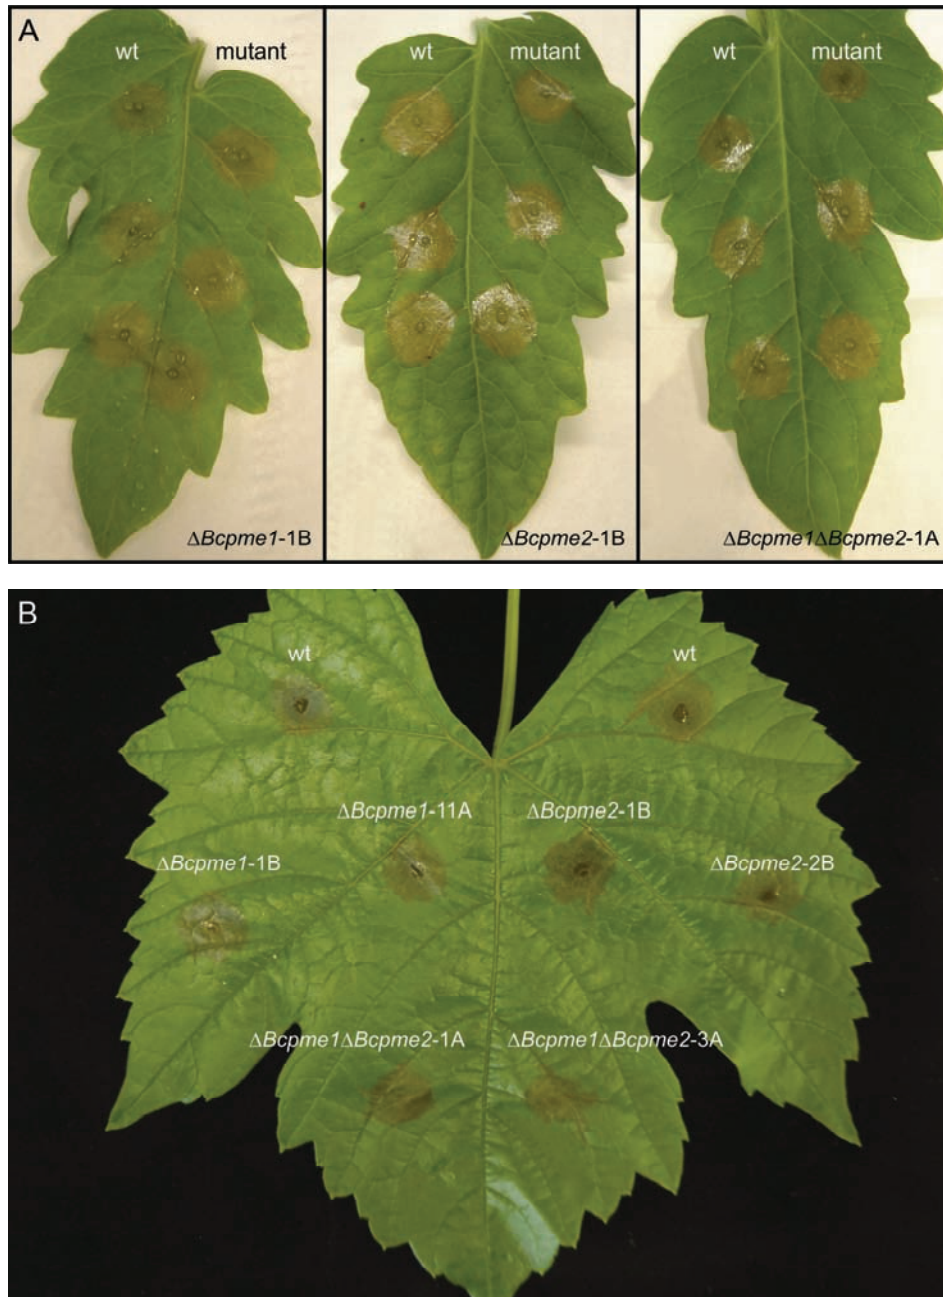 A
wt mutant
wt mutant
wt mutant
ΔBcpme1-1B
ΔBcpme2-1B
ΔBcpme1ΔBcpme2-1A
B
wt
wt
ΔBcpme1-11A
ΔBcpme2-1B
ΔBcpme1-1B
ΔBcpme2-2B
ΔBcpme1ΔBcpme2-1A
ΔBcpme1ΔBcpme2-3A